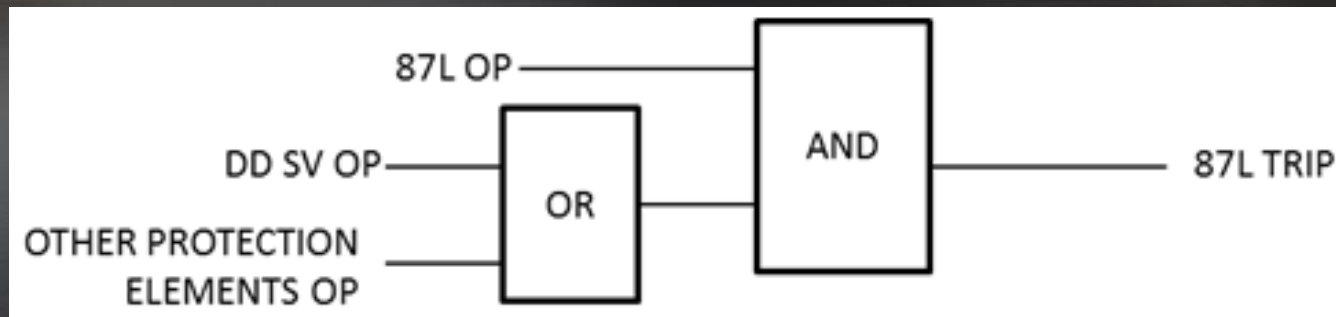 87L OP
DD SV OP
OTHER PROTECTION
ELEMENTS OP
OR
AND
87L TRIP